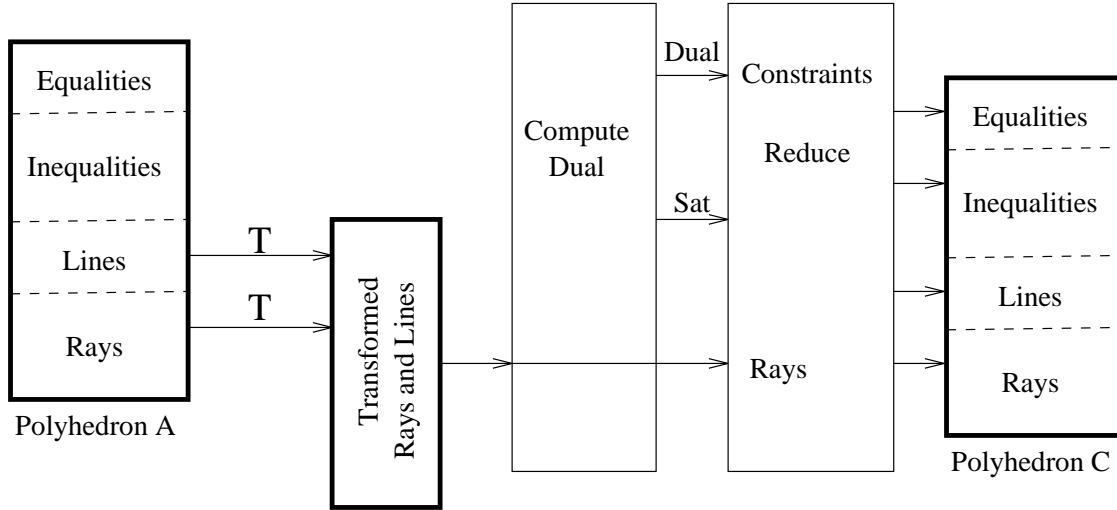 Equalities
Inequalities
Lines
Rays
Polyhedron A
T
T
Transformed
Rays and Lines
Compute
Dual
Dual
Sat
Constraints
Reduce
Rays
Equalities
Inequalities
Lines
Rays
Polyhedron C